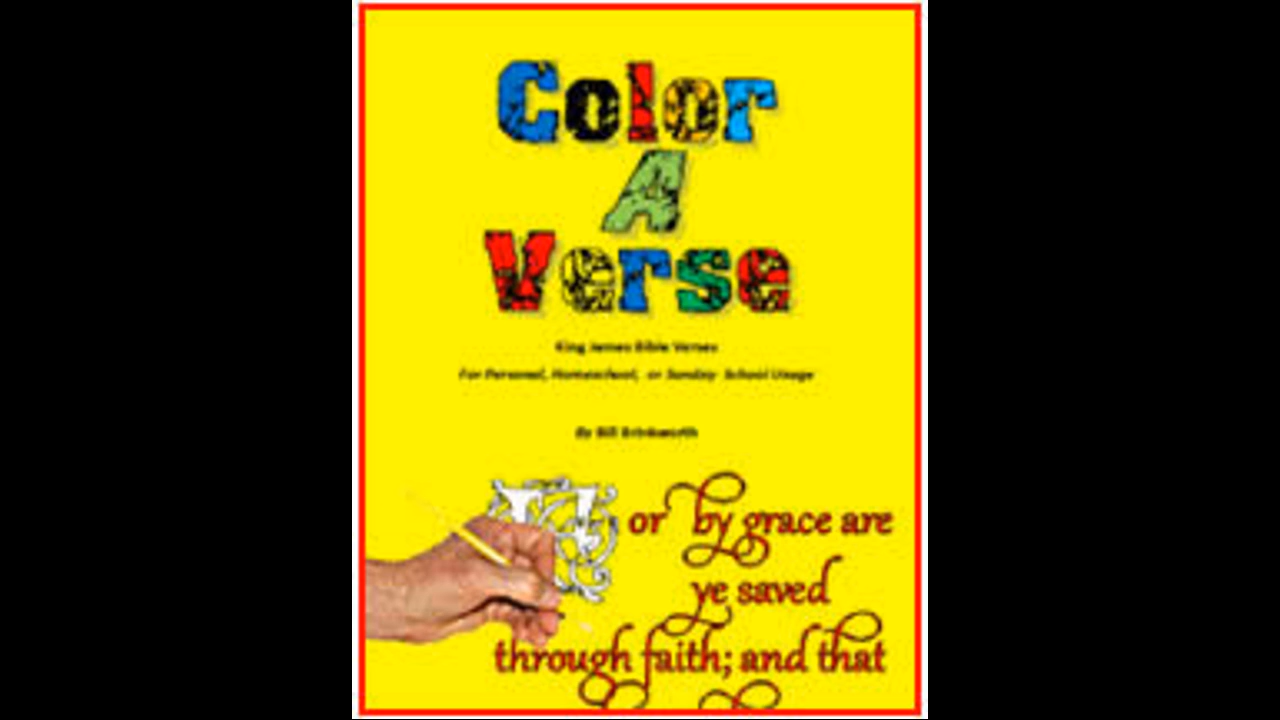 Color
A
Verse
King James Bible Verses
For Personal, Homeschool, or Sunday School Usage
By Bill Brinkworth
For by grace are
ye saved
through faith; and that